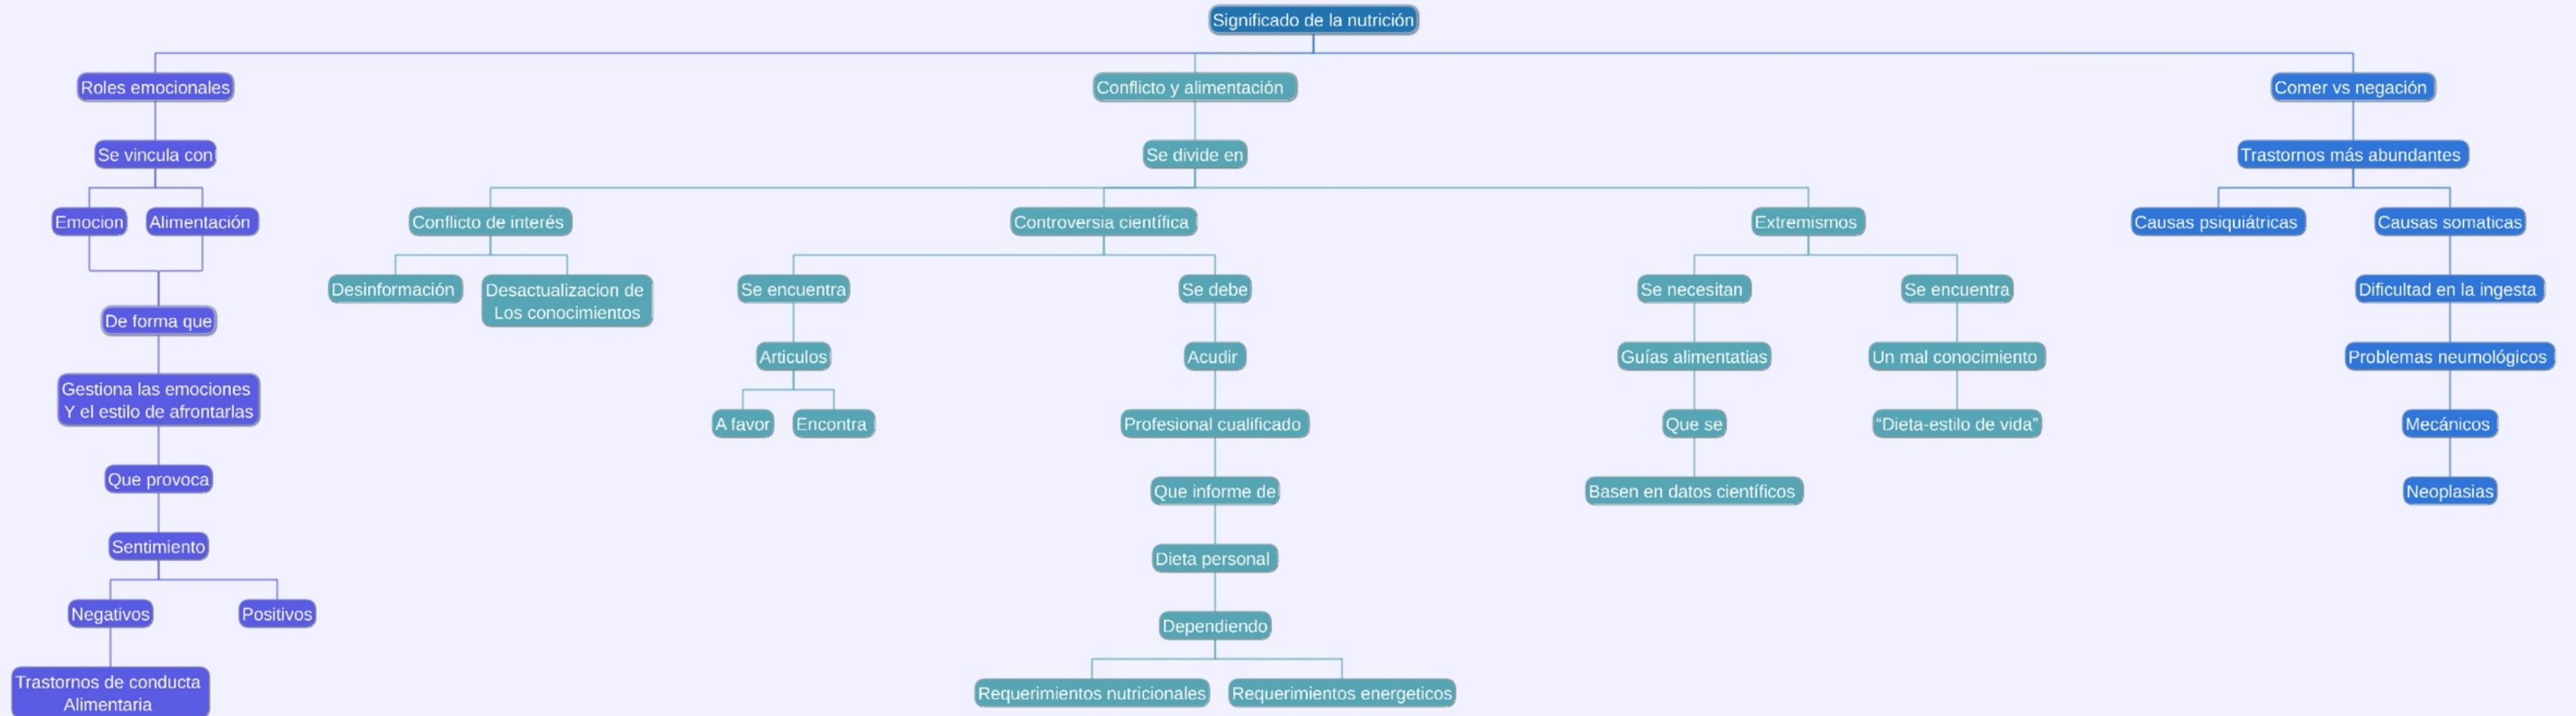 Significado de la nutrición
Roles emocionales
Conflicto y alimentación
Comer vs negación
Se vincula con
Se divide en
Trastornos más abundantes
Emocion
Alimentación
Conflicto de interés
Controversia científica
Extremismos
Causas psiquiátricas
Causas somaticas
Desinformación
Desactualizacion de
Los conocimientos
Se encuentra
Se debe
Se necesitan
Se encuentra
Dificultad en la ingesta
De forma que
Articulos
Acudir
Guías alimentatias
Un mal conocimiento
Problemas neumológicos
Gestiona las emociones
Y el estilo de afrontarlas
A favor
Encontra
Profesional cualificado
Que se
“Dieta-estilo de vida”
Mecánicos
Que provoca
Que informe de
Basen en datos científicos
Neoplasias
Sentimiento
Dieta personal
Negativos
Positivos
Dependiendo
Trastornos de conducta
Alimentaria
Requerimientos nutricionales
Requerimientos energeticos